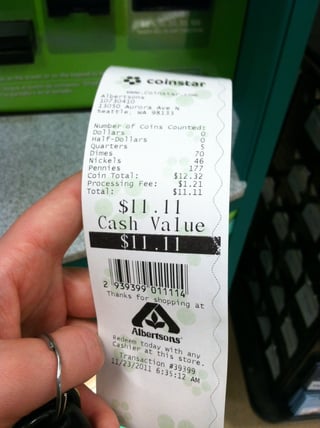 coinstar
www.coinstar.com
Albertsons
10730410
13050 Aurora Ave N
Seattle, WA 98133
Number of Coins Counted:
Dollars 0
Half-Dollars 0
Quarters 5
Dimes 70
Nickels 46
Pennies 177
Coin Total: $12.32
Processing Fee: $1.21
Total: $11.11
$11.11
Cash Value
$11.11
2 939399 011114
Thanks for shopping at
Albertsons
Redeem today with any
Cashier at this store.
Transaction #39399
11/23/2011 6:35:12 AM